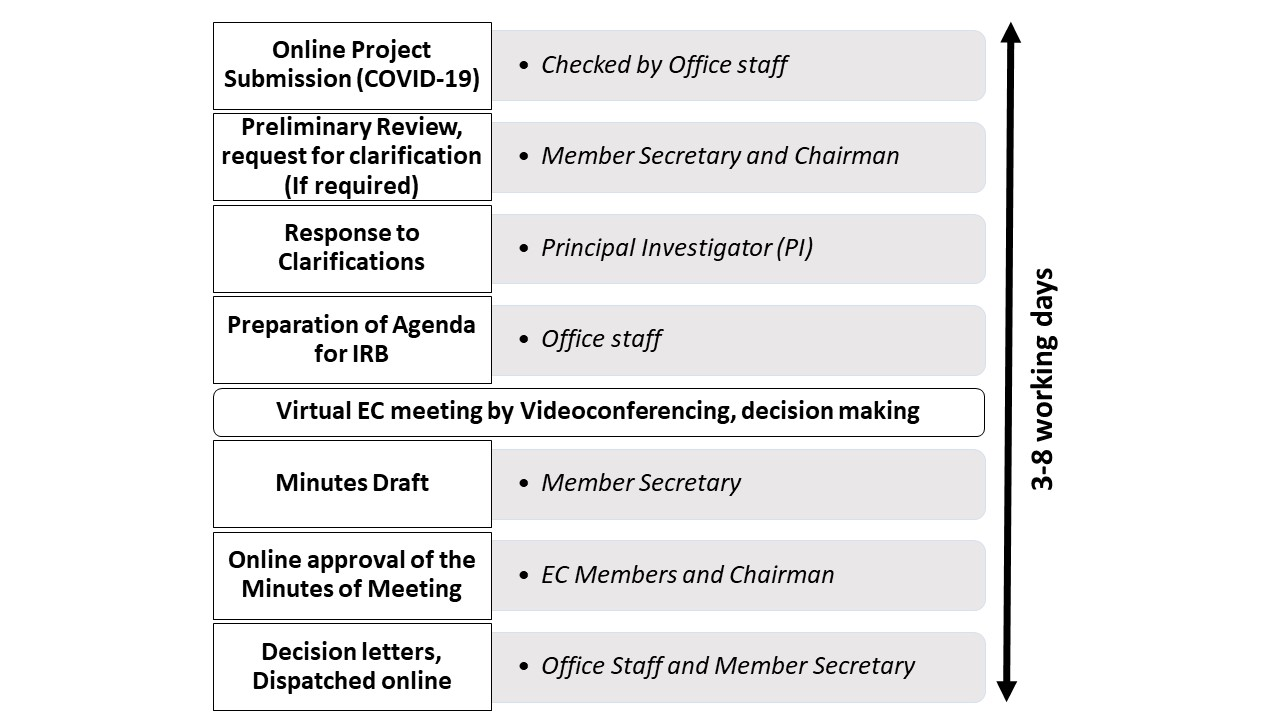 Online Project
Submission (COVID-19)
• Checked by Office staff
Preliminary Review,
request for clarification
(If required)
• Member Secretary and Chairman
Response to
Clarifications
• Principal Investigator (PI)
Preparation of Agenda
for IRB
• Office staff
Virtual EC meeting by Videoconferencing, decision making
Minutes Draft
• Member Secretary
Online approval of the
Minutes of Meeting
• EC Members and Chairman
Decision letters,
Dispatched online
• Office Staff and Member Secretary
3-8 working days